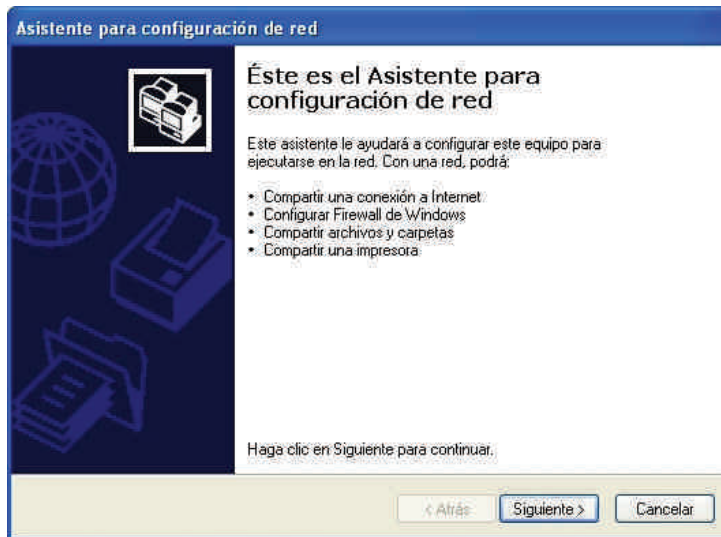 Asistente para configuración de red
Éste es el Asistente para
configuración de red
Este asistente le ayudará a configurar este equipo para
ejecutarse en la red. Con una red, podrá:
• Compartir una conexión a Internet
• Configurar Firewall de Windows
• Compartir archivos y carpetas
• Compartir una impresora
Haga clic en Siguiente para continuar.
< Atrás Siguiente > Cancelar